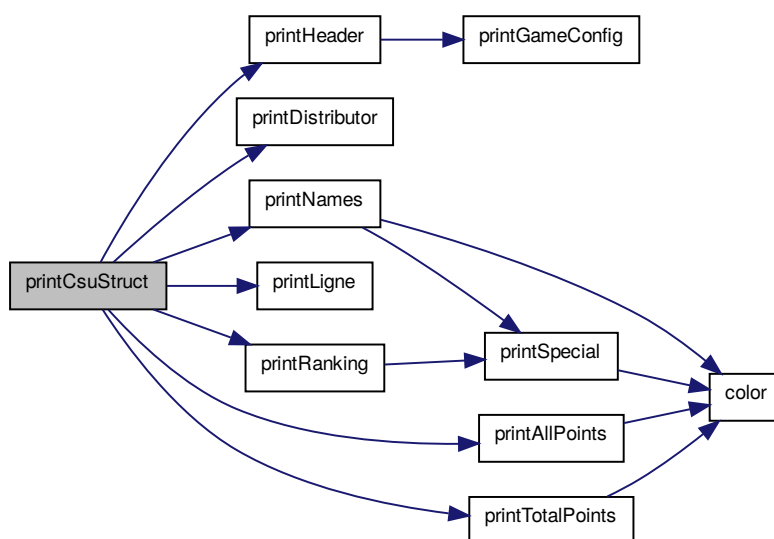 printHeader
printGameConfig
printDistributor
printNames
printCsuStruct
printLigne
printSpecial
printRanking
color
printAllPoints
printTotalPoints